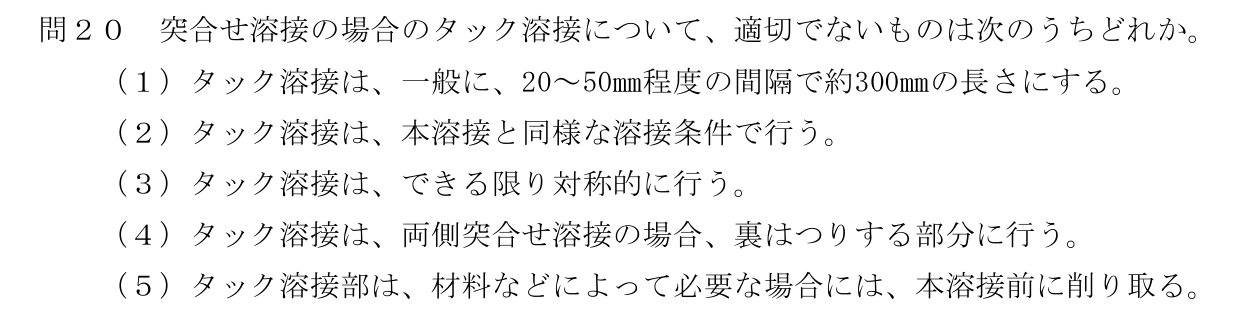 問２０　突合せ溶接の場合のタック溶接について、適切でないものは次のうちどれか。
（１）タック溶接は、一般に、20～50㎜程度の間隔で約300㎜の長さにする。
（２）タック溶接は、本溶接と同様な溶接条件で行う。
（３）タック溶接は、できる限り対称的に行う。
（４）タック溶接は、両側突合せ溶接の場合、裏はつりする部分に行う。
（５）タック溶接部は、材料などによって必要な場合には、本溶接前に削り取る。